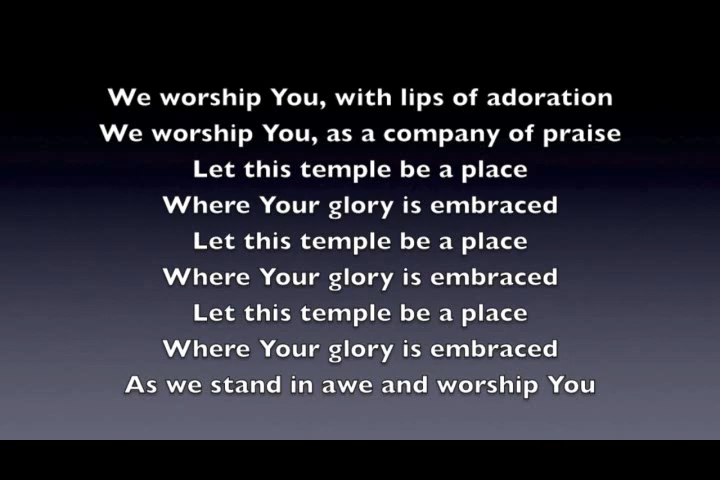 We worship You, with lips of adoration
We worship You, as a company of praise
Let this temple be a place
Where Your glory is embraced
Let this temple be a place
Where Your glory is embraced
Let this temple be a place
Where Your glory is embraced
As we stand in awe and worship You